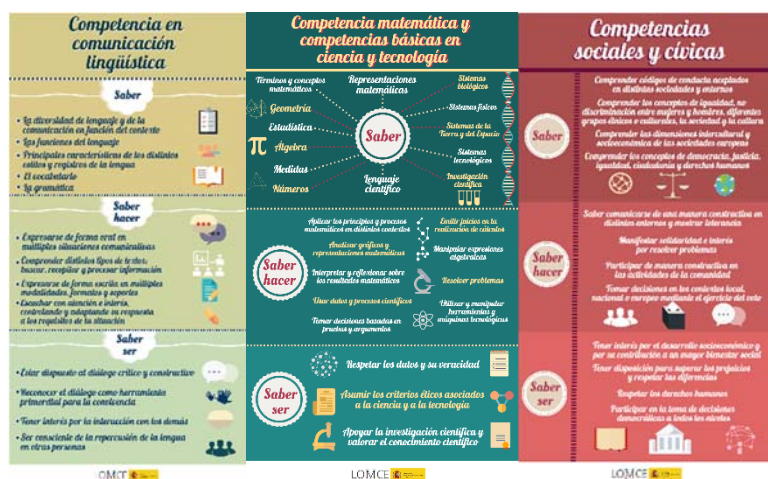 Competencia en
comunicación
lingüística
Saber
• La diversidad de lenguaje y de la
comunicación en función del contexto
• Las funciones del lenguaje
• Principales características de los distintos
estilos y registros de la lengua
• El vocabulario
• La gramática
Saber
hacer
• Expresarse de forma oral en
múltiples situaciones comunicativas
• Comprender distintos tipos de textos;
buscar, recopilar y procesar información
• Expresarse de forma escrita en múltiples
modalidades, formatos y soportes
• Escuchar con atención e interés,
controlando y adaptando su respuesta
a los requisitos de la situación
Saber
ser
• Estar dispuesto al diálogo crítico y constructivo
• Reconocer el diálogo como herramienta
primordial para la convivencia
• Tener interés por la interacción con los demás
• Ser consciente de la repercusión de la lengua
en otras personas
LOMCE
Competencia matemática y
competencias básicas en
ciencia y tecnología
Términos y conceptos
matemáticos
Geometría
Estadística
π
Álgebra
Medidas
Números
Representaciones
matemáticas
Saber
Lenguaje
científico
Sistemas
biológicos
Sistemas físicos
Sistemas de la
Tierra y del Espacio
Sistemas
tecnológicos
Investigación
científica
Saber
hacer
Aplicar los principios y procesos
matemáticos en distintos contextos
Analizar gráficos y
representaciones matemáticas
Interpretar y reflexionar sobre
los resultados matemáticos
Usar datos y procesos científicos
Tomar decisiones basadas en
pruebas y argumentos
Emitir juicios en la
realización de cálculos
Manipular expresiones
algebraicas
Resolver problemas
Utilizar y manipular
herramientas y
máquinas tecnológicas
Saber
ser
Respetar los datos y su veracidad
Asumir los criterios éticos asociados
a la ciencia y a la tecnología
Apoyar la investigación científica y
valorar el conocimiento científico
LOMCE
Competencias
sociales y cívicas
Saber
Comprender códigos de conducta aceptados
en distintas sociedades y entornos
Comprender los conceptos de igualdad, no
discriminación entre mujeres y hombres, diferentes
grupos étnicos o culturales, la sociedad y la cultura
Comprender las dimensiones intercultural y
socioeconómica de las sociedades europeas
Comprender los conceptos de democracia, justicia,
igualdad, ciudadanía y derechos humanos
Saber
hacer
Saber comunicarse de una manera constructiva en
distintos entornos y mostrar tolerancia
Manifestar solidaridad e interés
por resolver problemas
Participar de manera constructiva en
las actividades de la comunidad
Tomar decisiones en los contextos local,
nacional o europeo mediante el ejercicio del voto
Saber
ser
Tener interés por el desarrollo socioeconómico y
por su contribución a un mayor bienestar social
Tener disposición para superar los prejuicios
y respetar las diferencias
Respetar los derechos humanos
Participar en la toma de decisiones
democráticas a todos los niveles
LOMCE